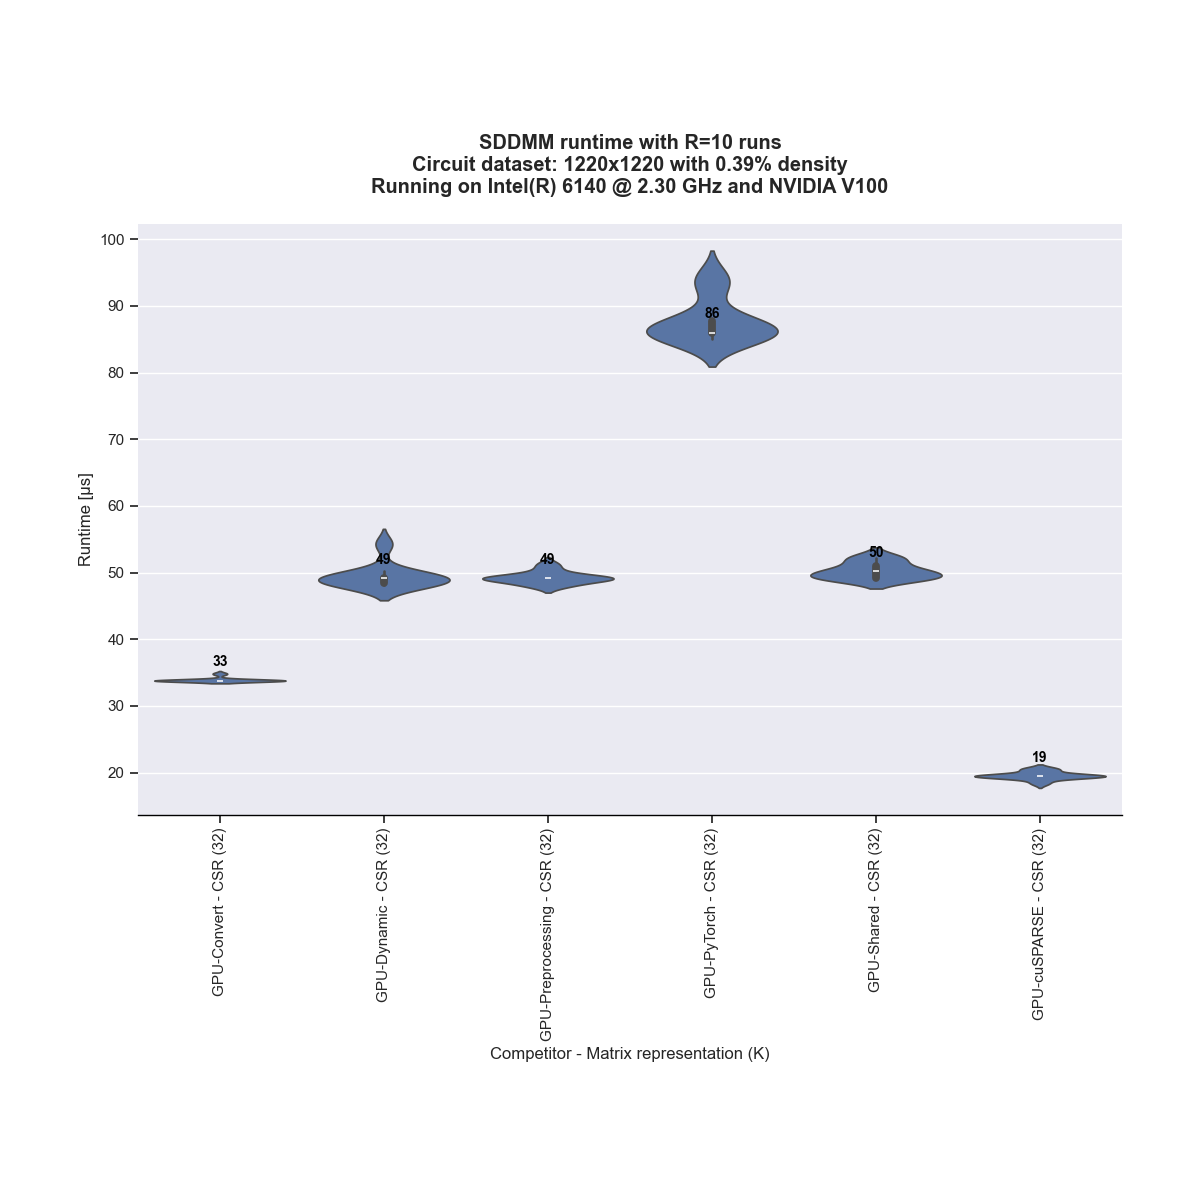 SDDMM runtime with R=10 runs
Circuit dataset: 1220x1220 with 0.39% density
Running on Intel(R) 6140 @ 2.30 GHz and NVIDIA V100
Runtime [μs]
100
90
80
70
60
50
40
30
20
33
49
49
86
50
19
GPU-Convert - CSR (32)
GPU-Dynamic - CSR (32)
GPU-Preprocessing - CSR (32)
GPU-PyTorch - CSR (32)
GPU-Shared - CSR (32)
GPU-cuSPARSE - CSR (32)
Competitor - Matrix representation (K)